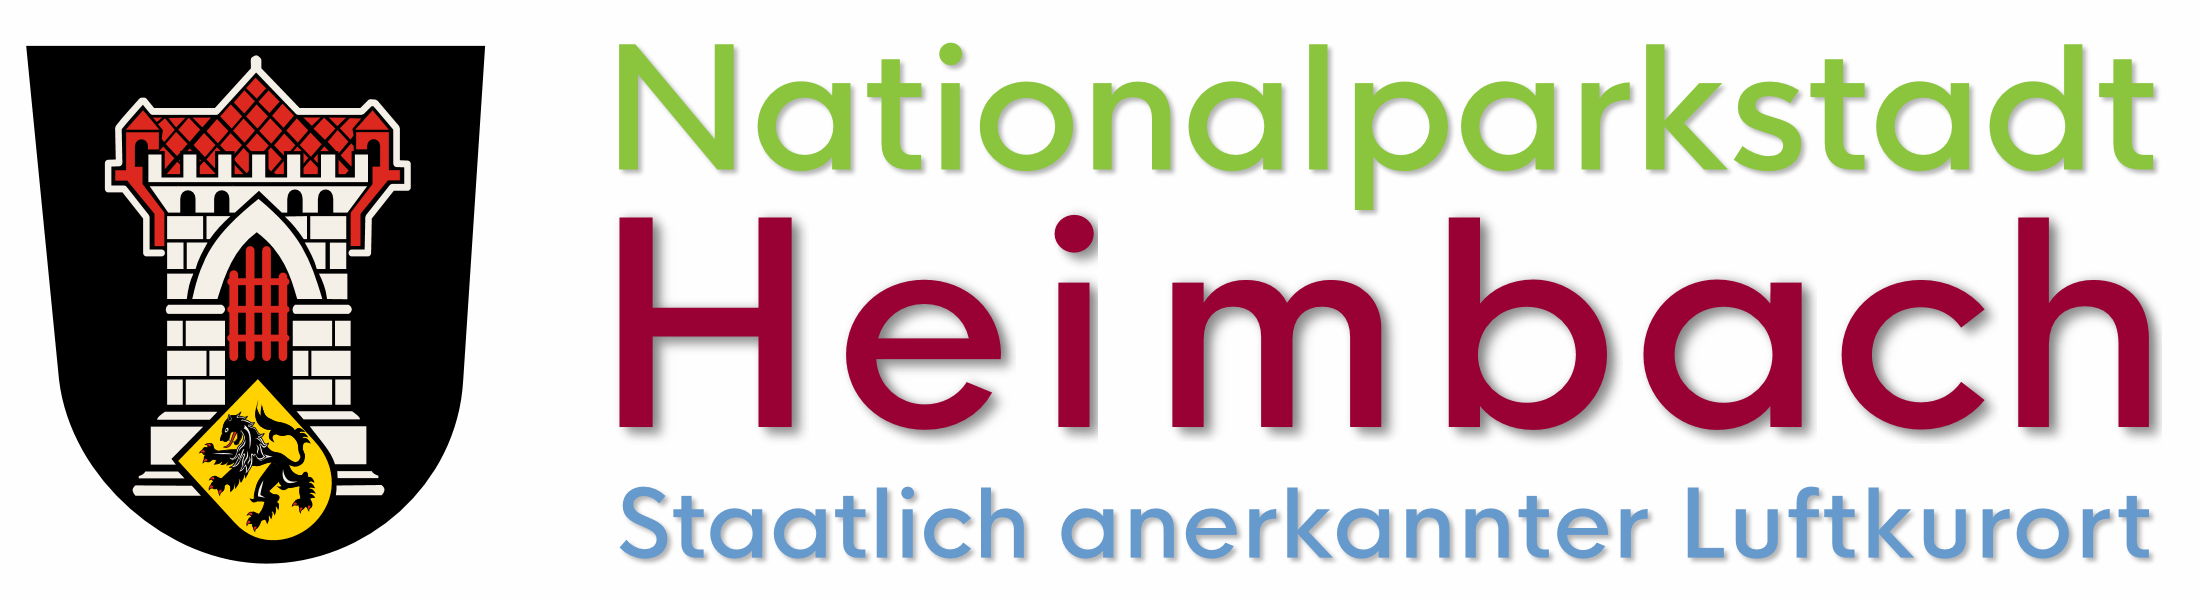 Nationalparkstadt
Heimbach
Staatlich anerkannter Luftkurort